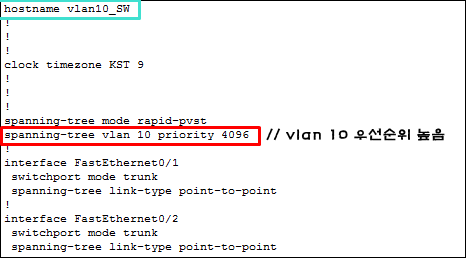 hostname vlan10_SW
!
!
!
clock timezone KST 9
!
!
!
spanning-tree mode rapid-pvst
spanning-tree vlan 10 priority 4096 // vlan 10 우선순위 높음
!
interface FastEthernet0/1
switchport mode trunk
spanning-tree link-type point-to-point
!
interface FastEthernet0/2
switchport mode trunk
spanning-tree link-type point-to-point